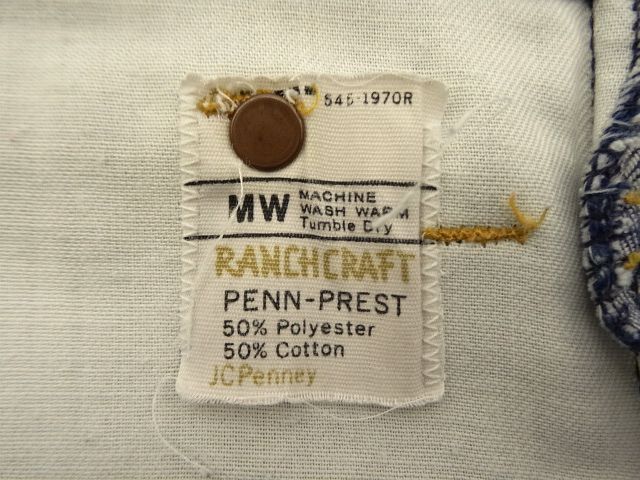 545-1970R
MW MACHINE
WASH WARM
Tumble Dry
RANCHCRAFT
PENN-PREST
50% Polyester
50% Cotton
JCPenney